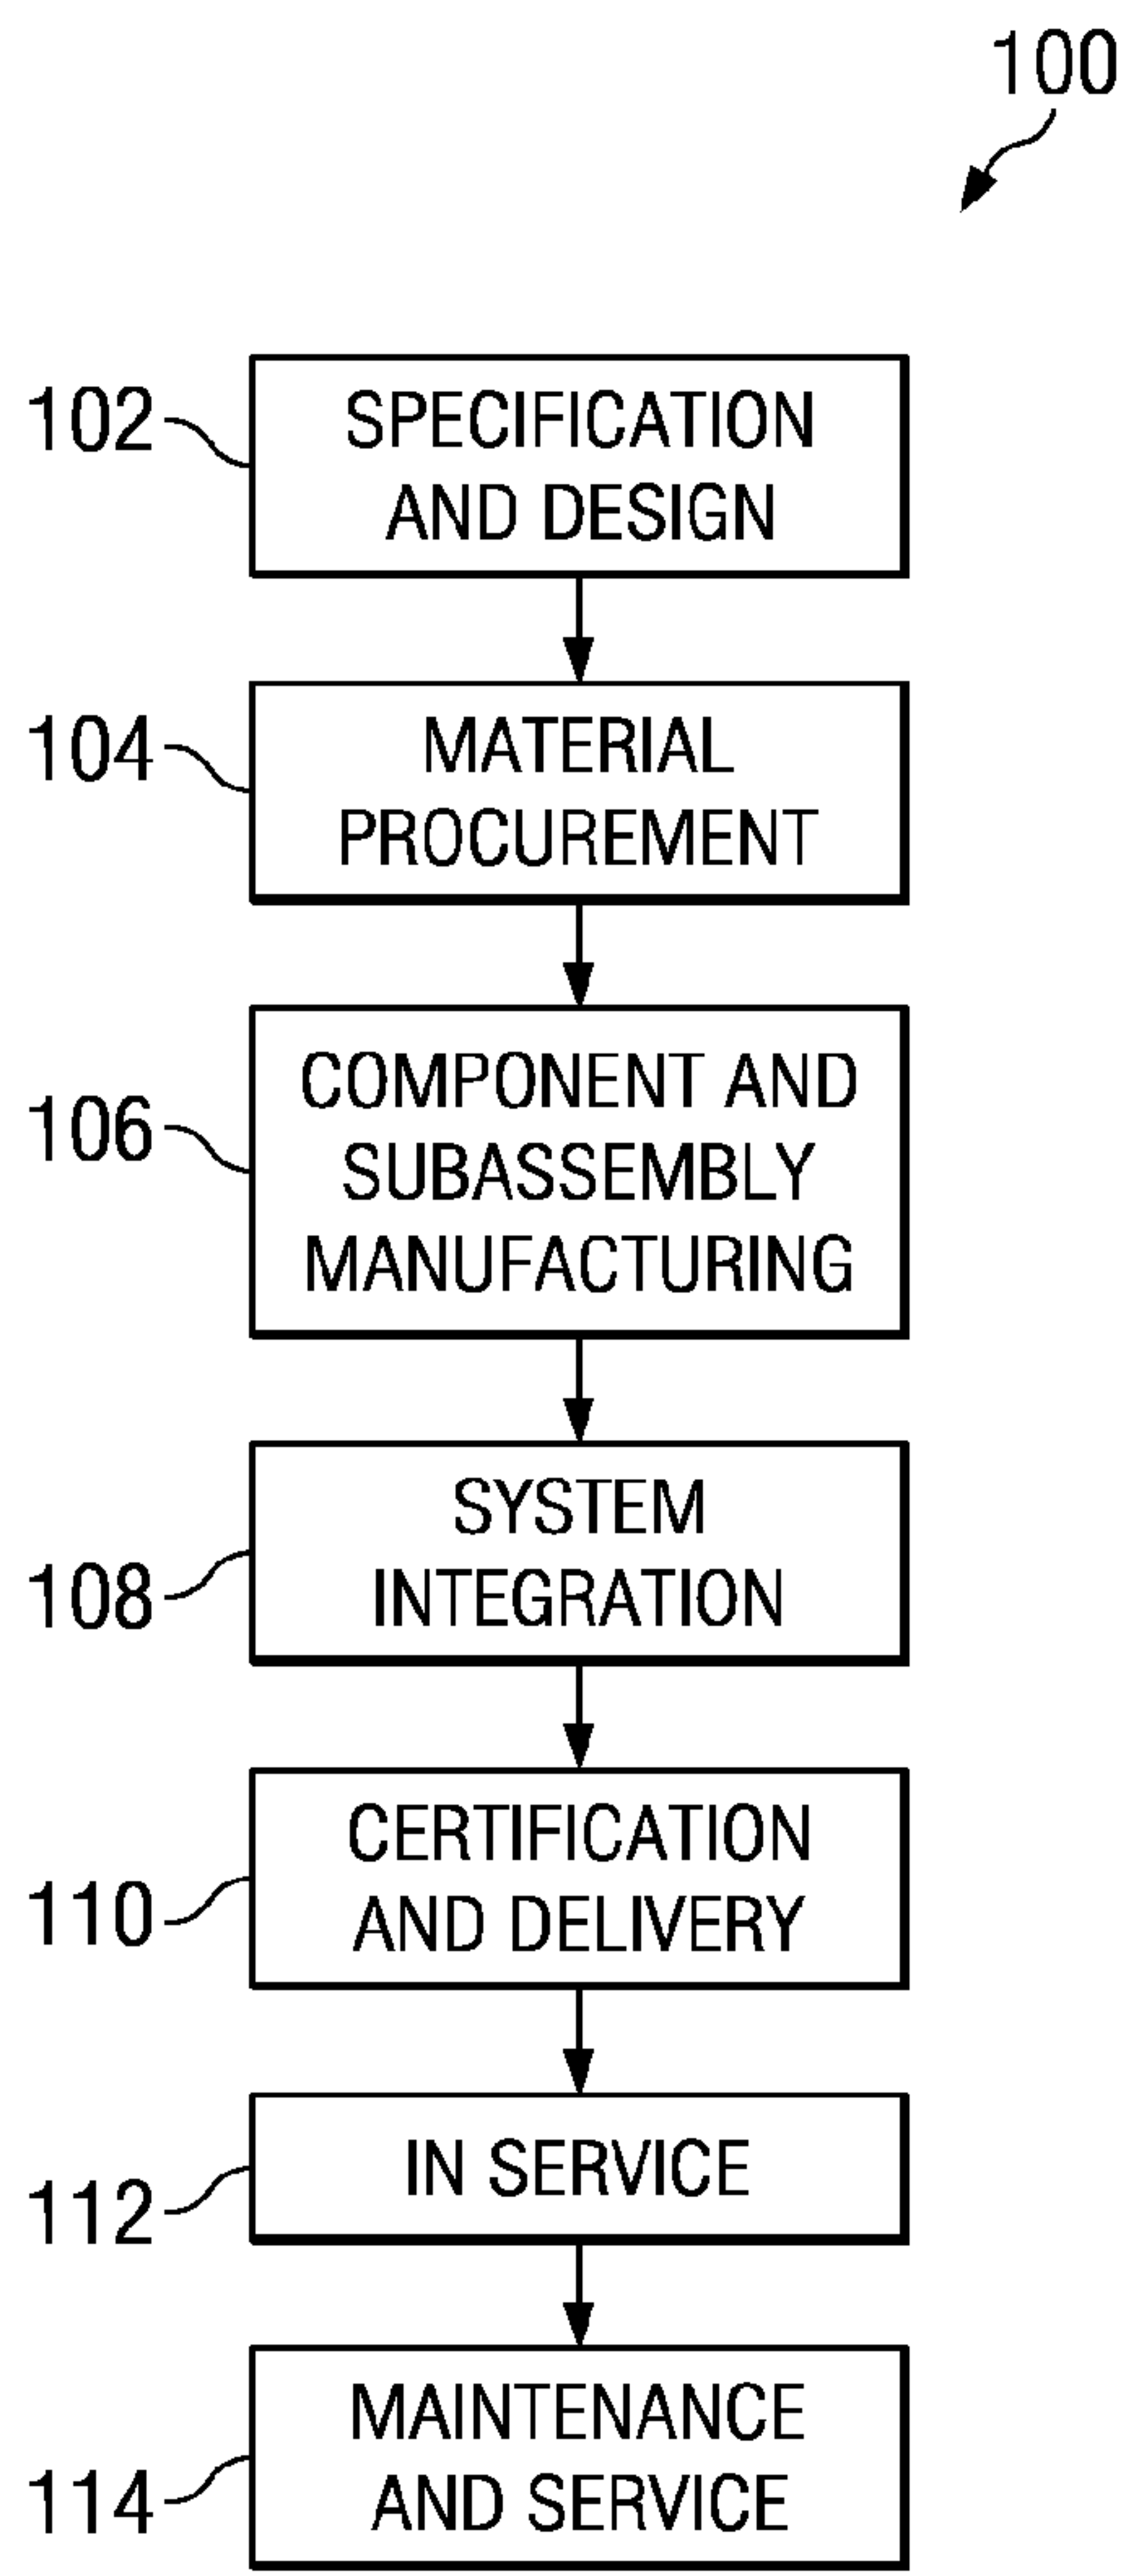 100
102
SPECIFICATION
AND DESIGN
104
MATERIAL
PROCUREMENT
106
COMPONENT AND
SUBASSEMBLY
MANUFACTURING
108
SYSTEM
INTEGRATION
110
CERTIFICATION
AND DELIVERY
112
IN SERVICE
114
MAINTENANCE
AND SERVICE